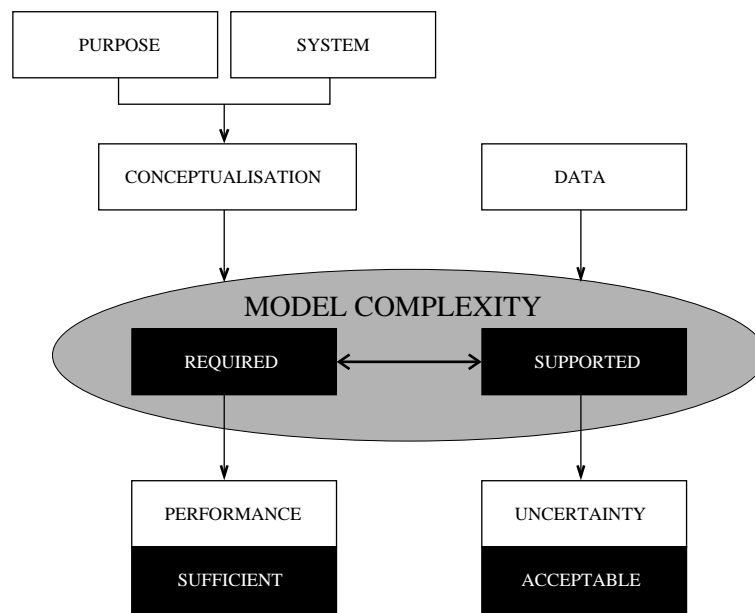 PURPOSE
SYSTEM
CONCEPTUALISATION
DATA
MODEL COMPLEXITY
REQUIRED
SUPPORTED
PERFORMANCE
UNCERTAINTY
SUFFICIENT
ACCEPTABLE